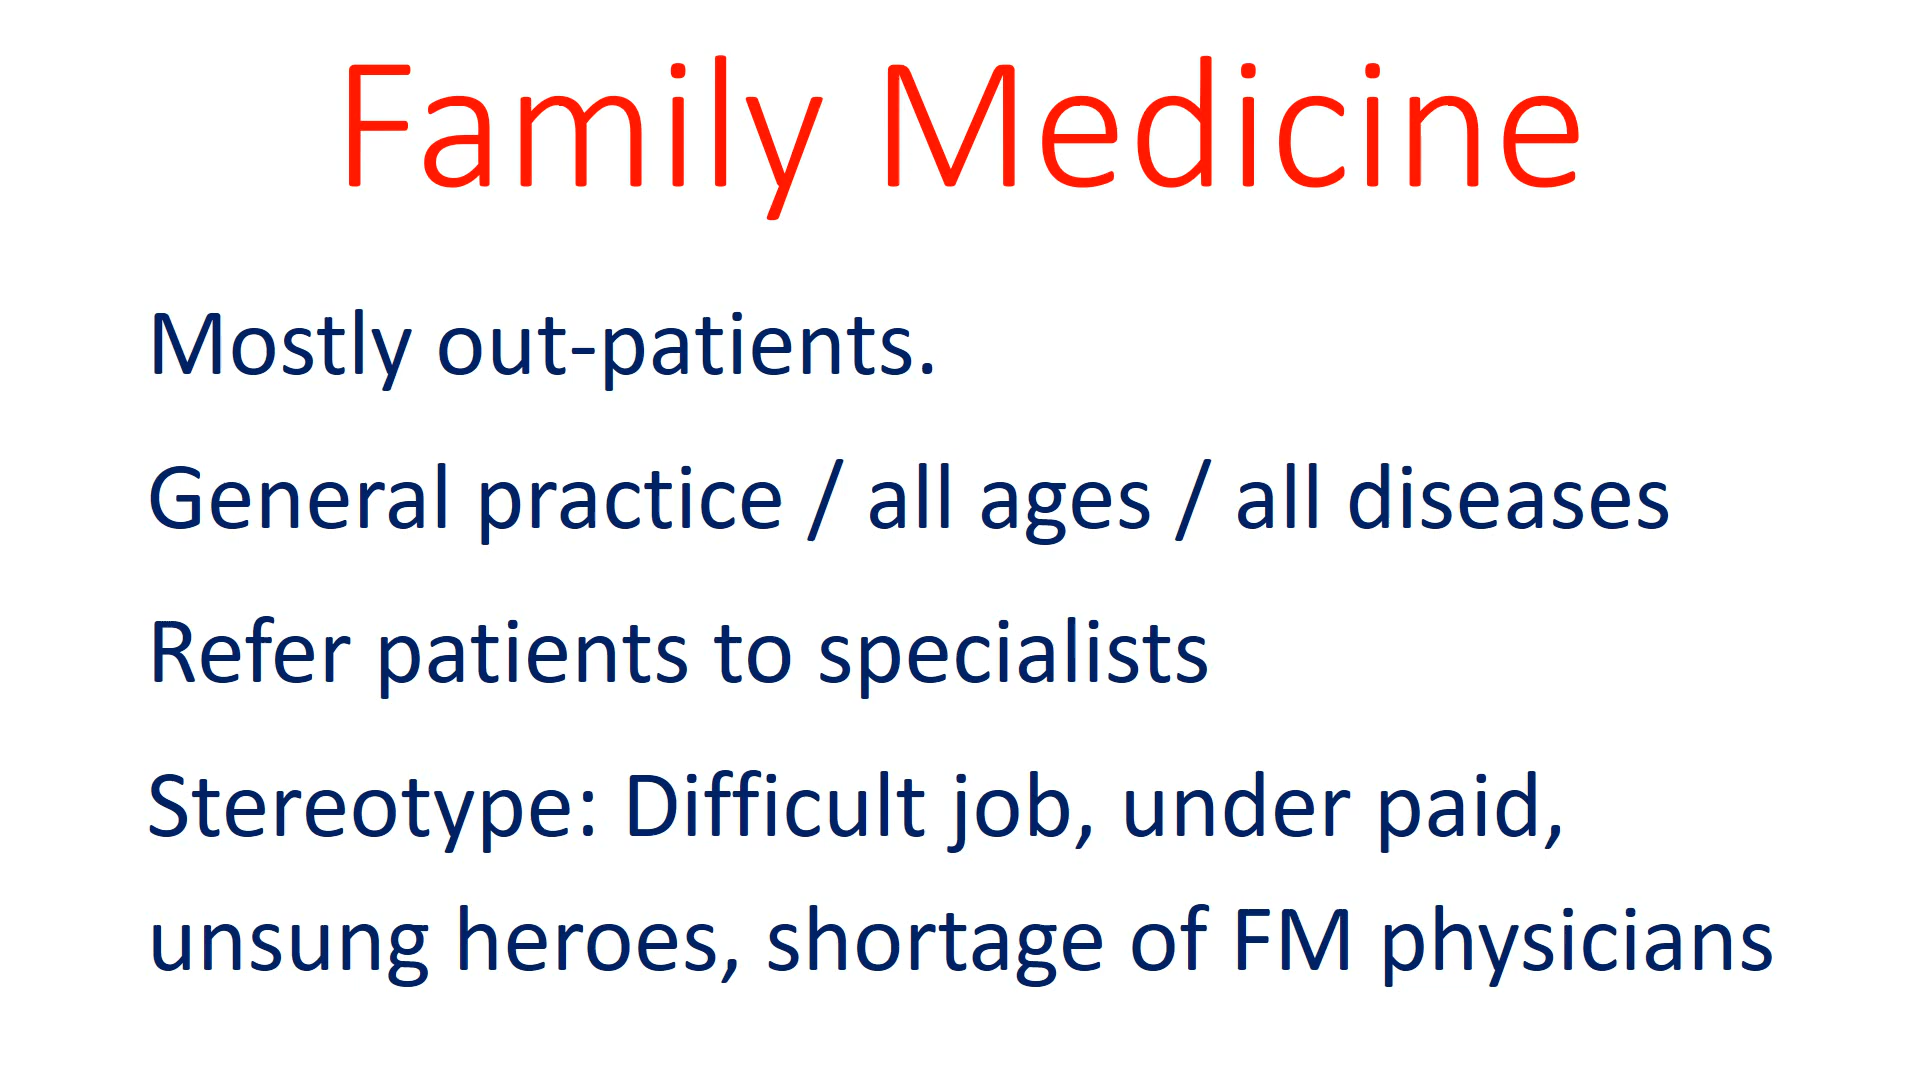 Family Medicine
Mostly out-patients.
General practice / all ages / all diseases
Refer patients to specialists
Stereotype: Difficult job, under paid,
unsung heroes, shortage of FM physicians